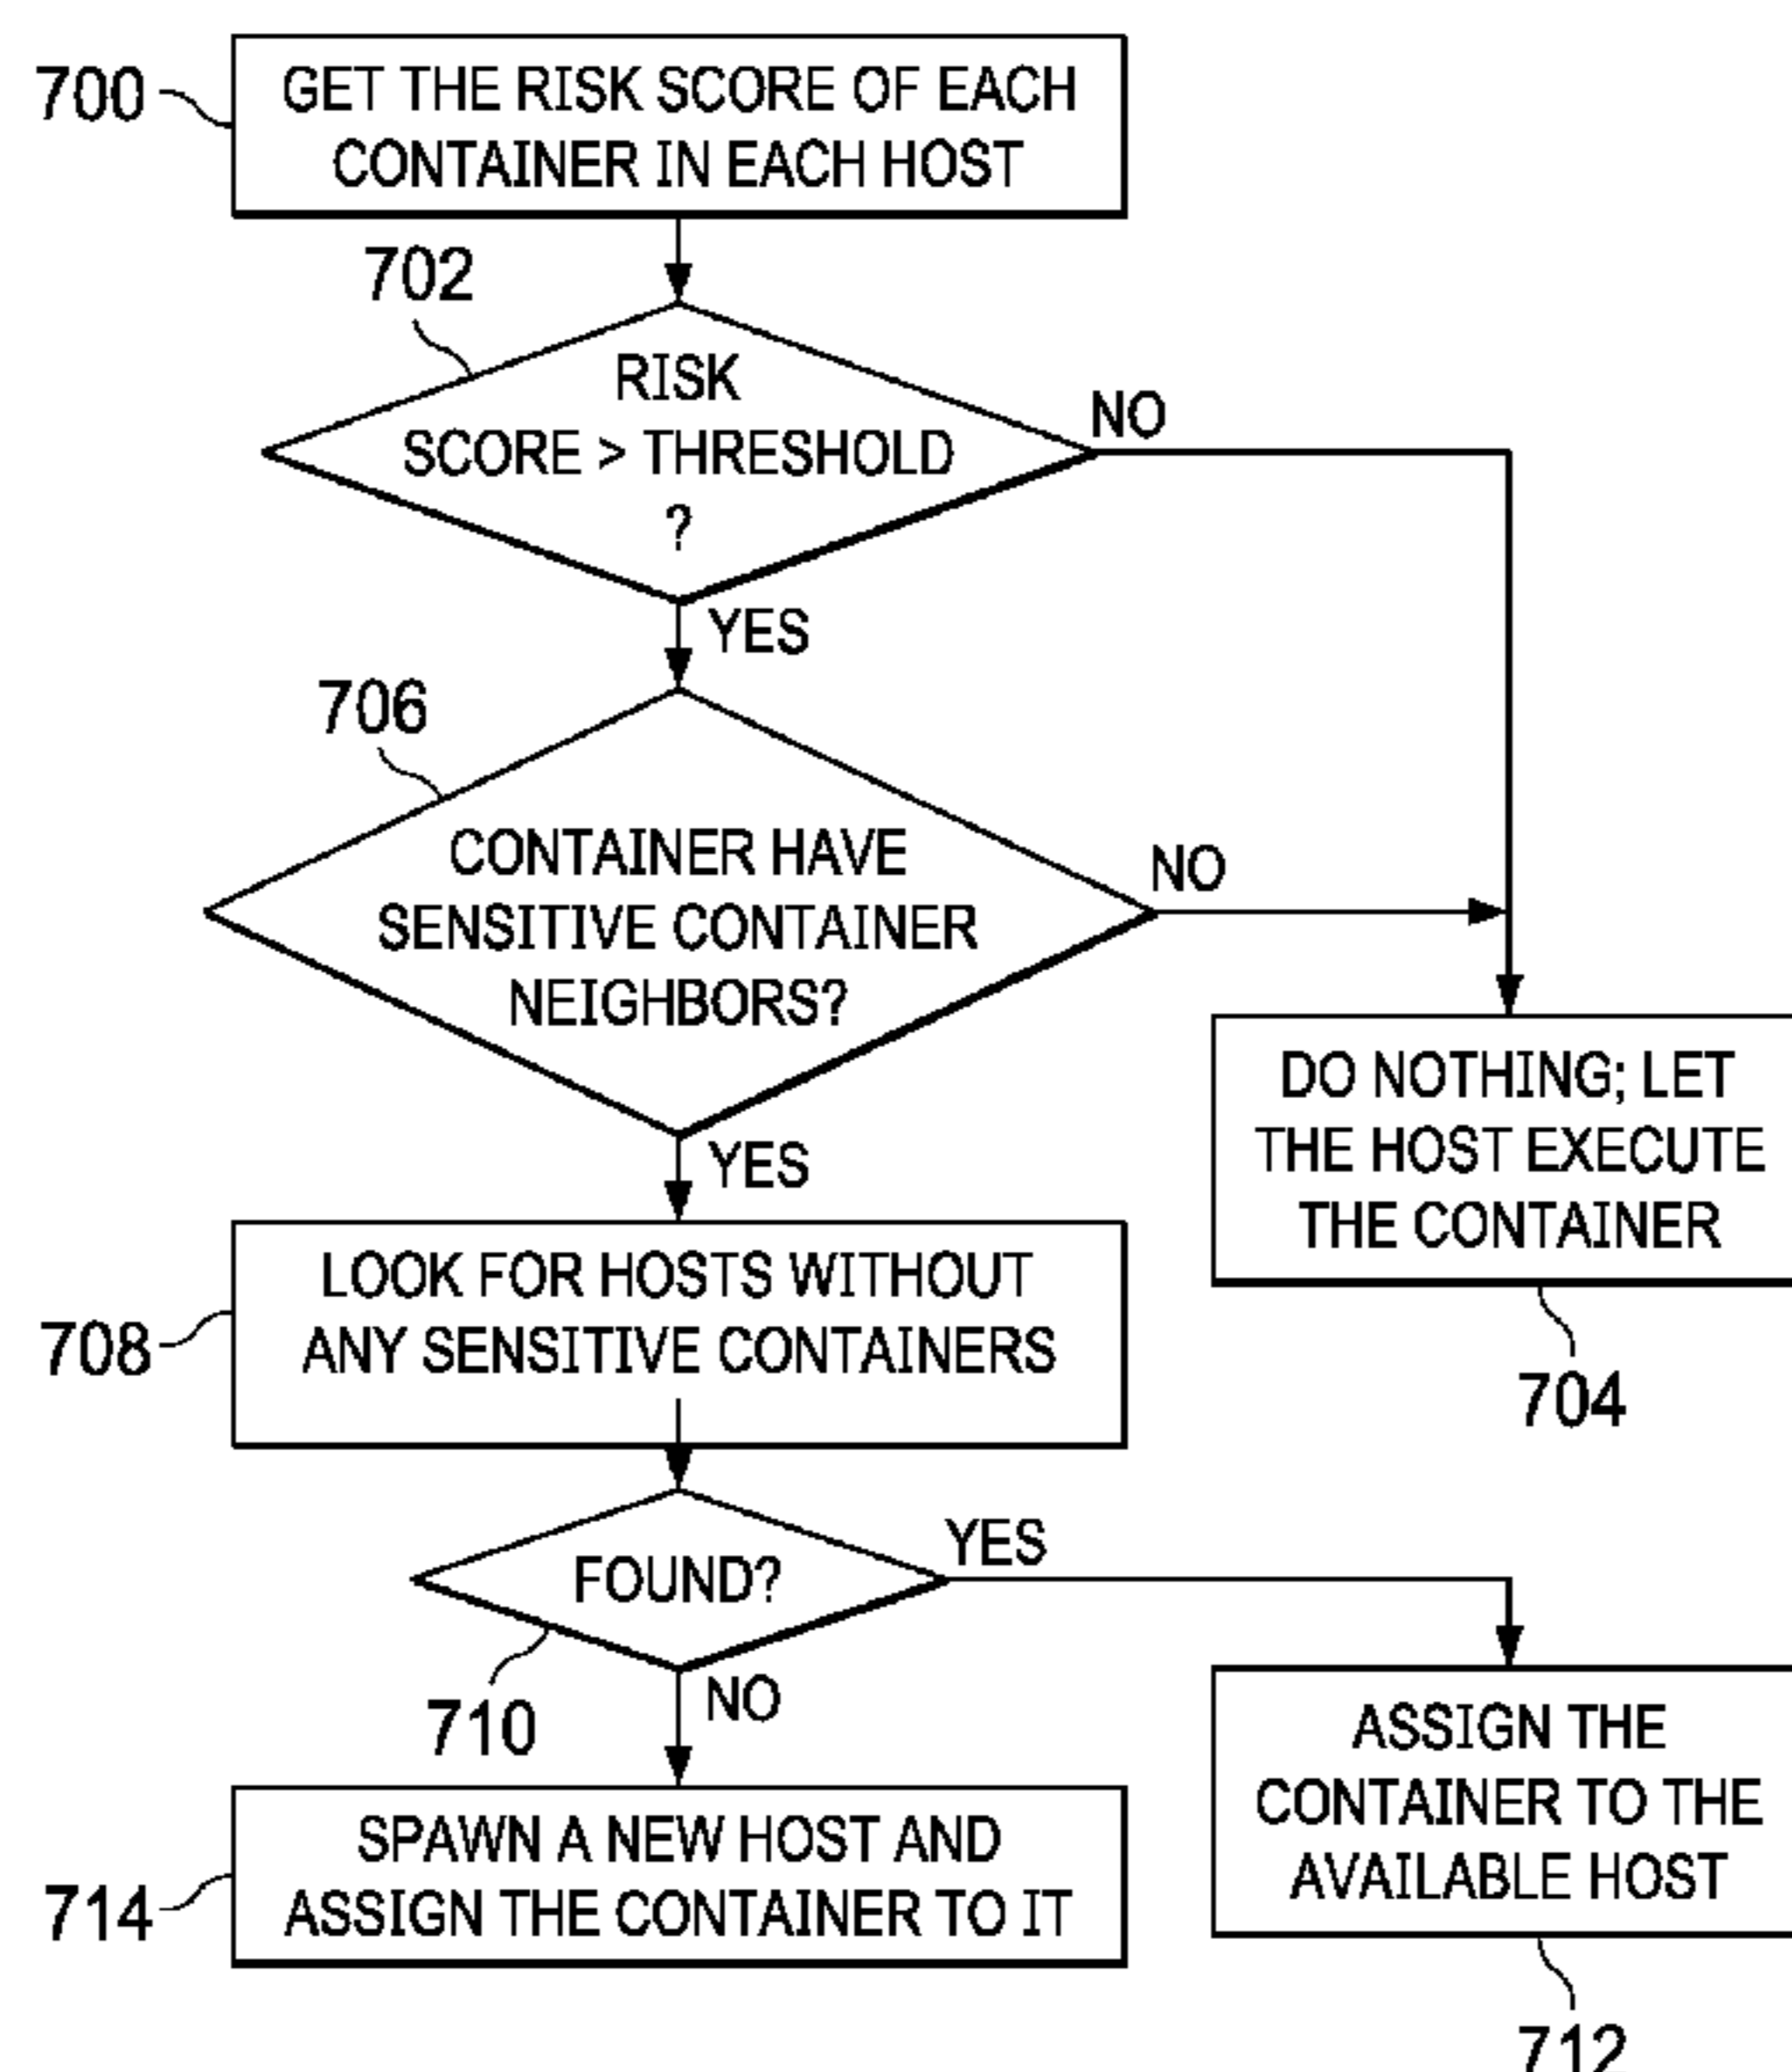 700
GET THE RISK SCORE OF EACH
CONTAINER IN EACH HOST
702
RISK
SCORE > THRESHOLD
?
NO
YES
706
CONTAINER HAVE
SENSITIVE CONTAINER
NEIGHBORS?
NO
YES
DO NOTHING; LET
THE HOST EXECUTE
THE CONTAINER
704
708
LOOK FOR HOSTS WITHOUT
ANY SENSITIVE CONTAINERS
FOUND?
YES
710
NO
ASSIGN THE
CONTAINER TO THE
AVAILABLE HOST
712
714
SPAWN A NEW HOST AND
ASSIGN THE CONTAINER TO IT